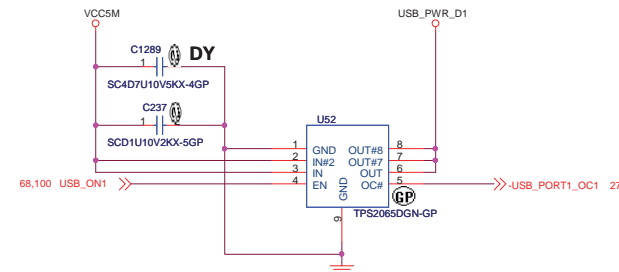 VCC5M USB_PWR_D1
C1289 DY
1
SC4D7U10V5KX-4GP
C237
1
SCD1U10V2KX-5GP
U52
1 GND OUT#8 8
2 IN#2 OUT#7 7
3 IN OUT 6
68,100 USB_ON1 4 EN OC# 5 -USB_PORT1_OC1 27
GND
9
GP
TPS2065DGN-GP